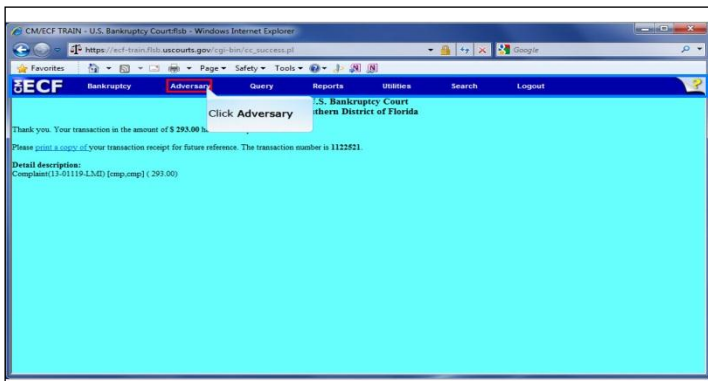 CM/ECF TRAIN - U.S. Bankruptcy Court:flsb - Windows Internet Explorer
https://ecf-train.flsb.uscourts.gov/cgi-bin/cc_success.pl
Google
Favorites Page Safety Tools
ECF Bankruptcy Adversary Query Reports Utilities Search Logout
Click Adversary
U.S. Bankruptcy Court
thern District of Florida
Thank you. Your transaction in the amount of $ 293.00
Please print a copy of your transaction receipt for future reference. The transaction number is 1122521.
Detail description:
Complaint(13-01119-LMI) [cmp,cmp] ( 293.00)